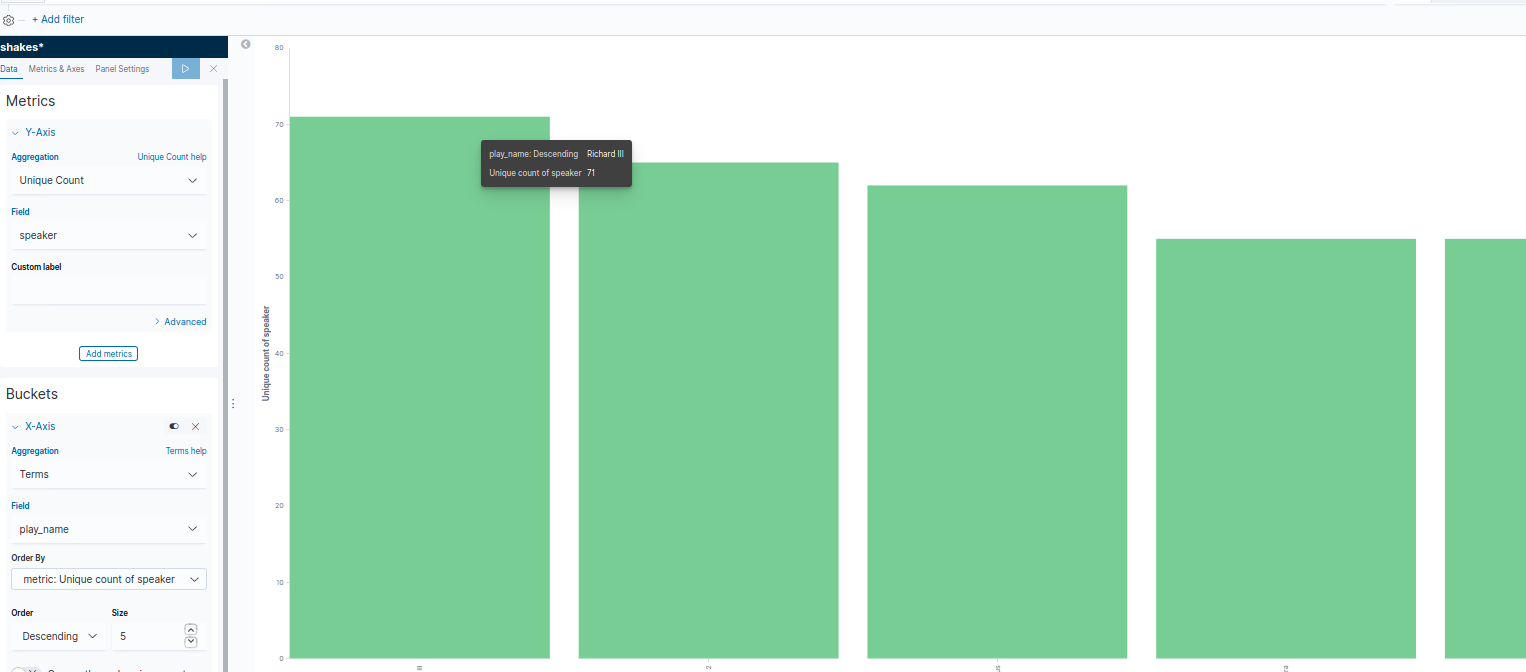 + Add filter
shakes*
Data Metrics & Axes Panel Settings
Metrics
Y-Axis
Aggregation Unique Count help
Unique Count
Field
speaker
Custom label
Advanced
Add metrics
Buckets
X-Axis
Aggregation Terms help
Terms
Field
play_name
Order By
metric: Unique count of speaker
Order Size
Descending 5
80
70
60
50
40
30
20
10
0
Unique count of speaker
play_name: Descending Richard III
Unique count of speaker 71
2